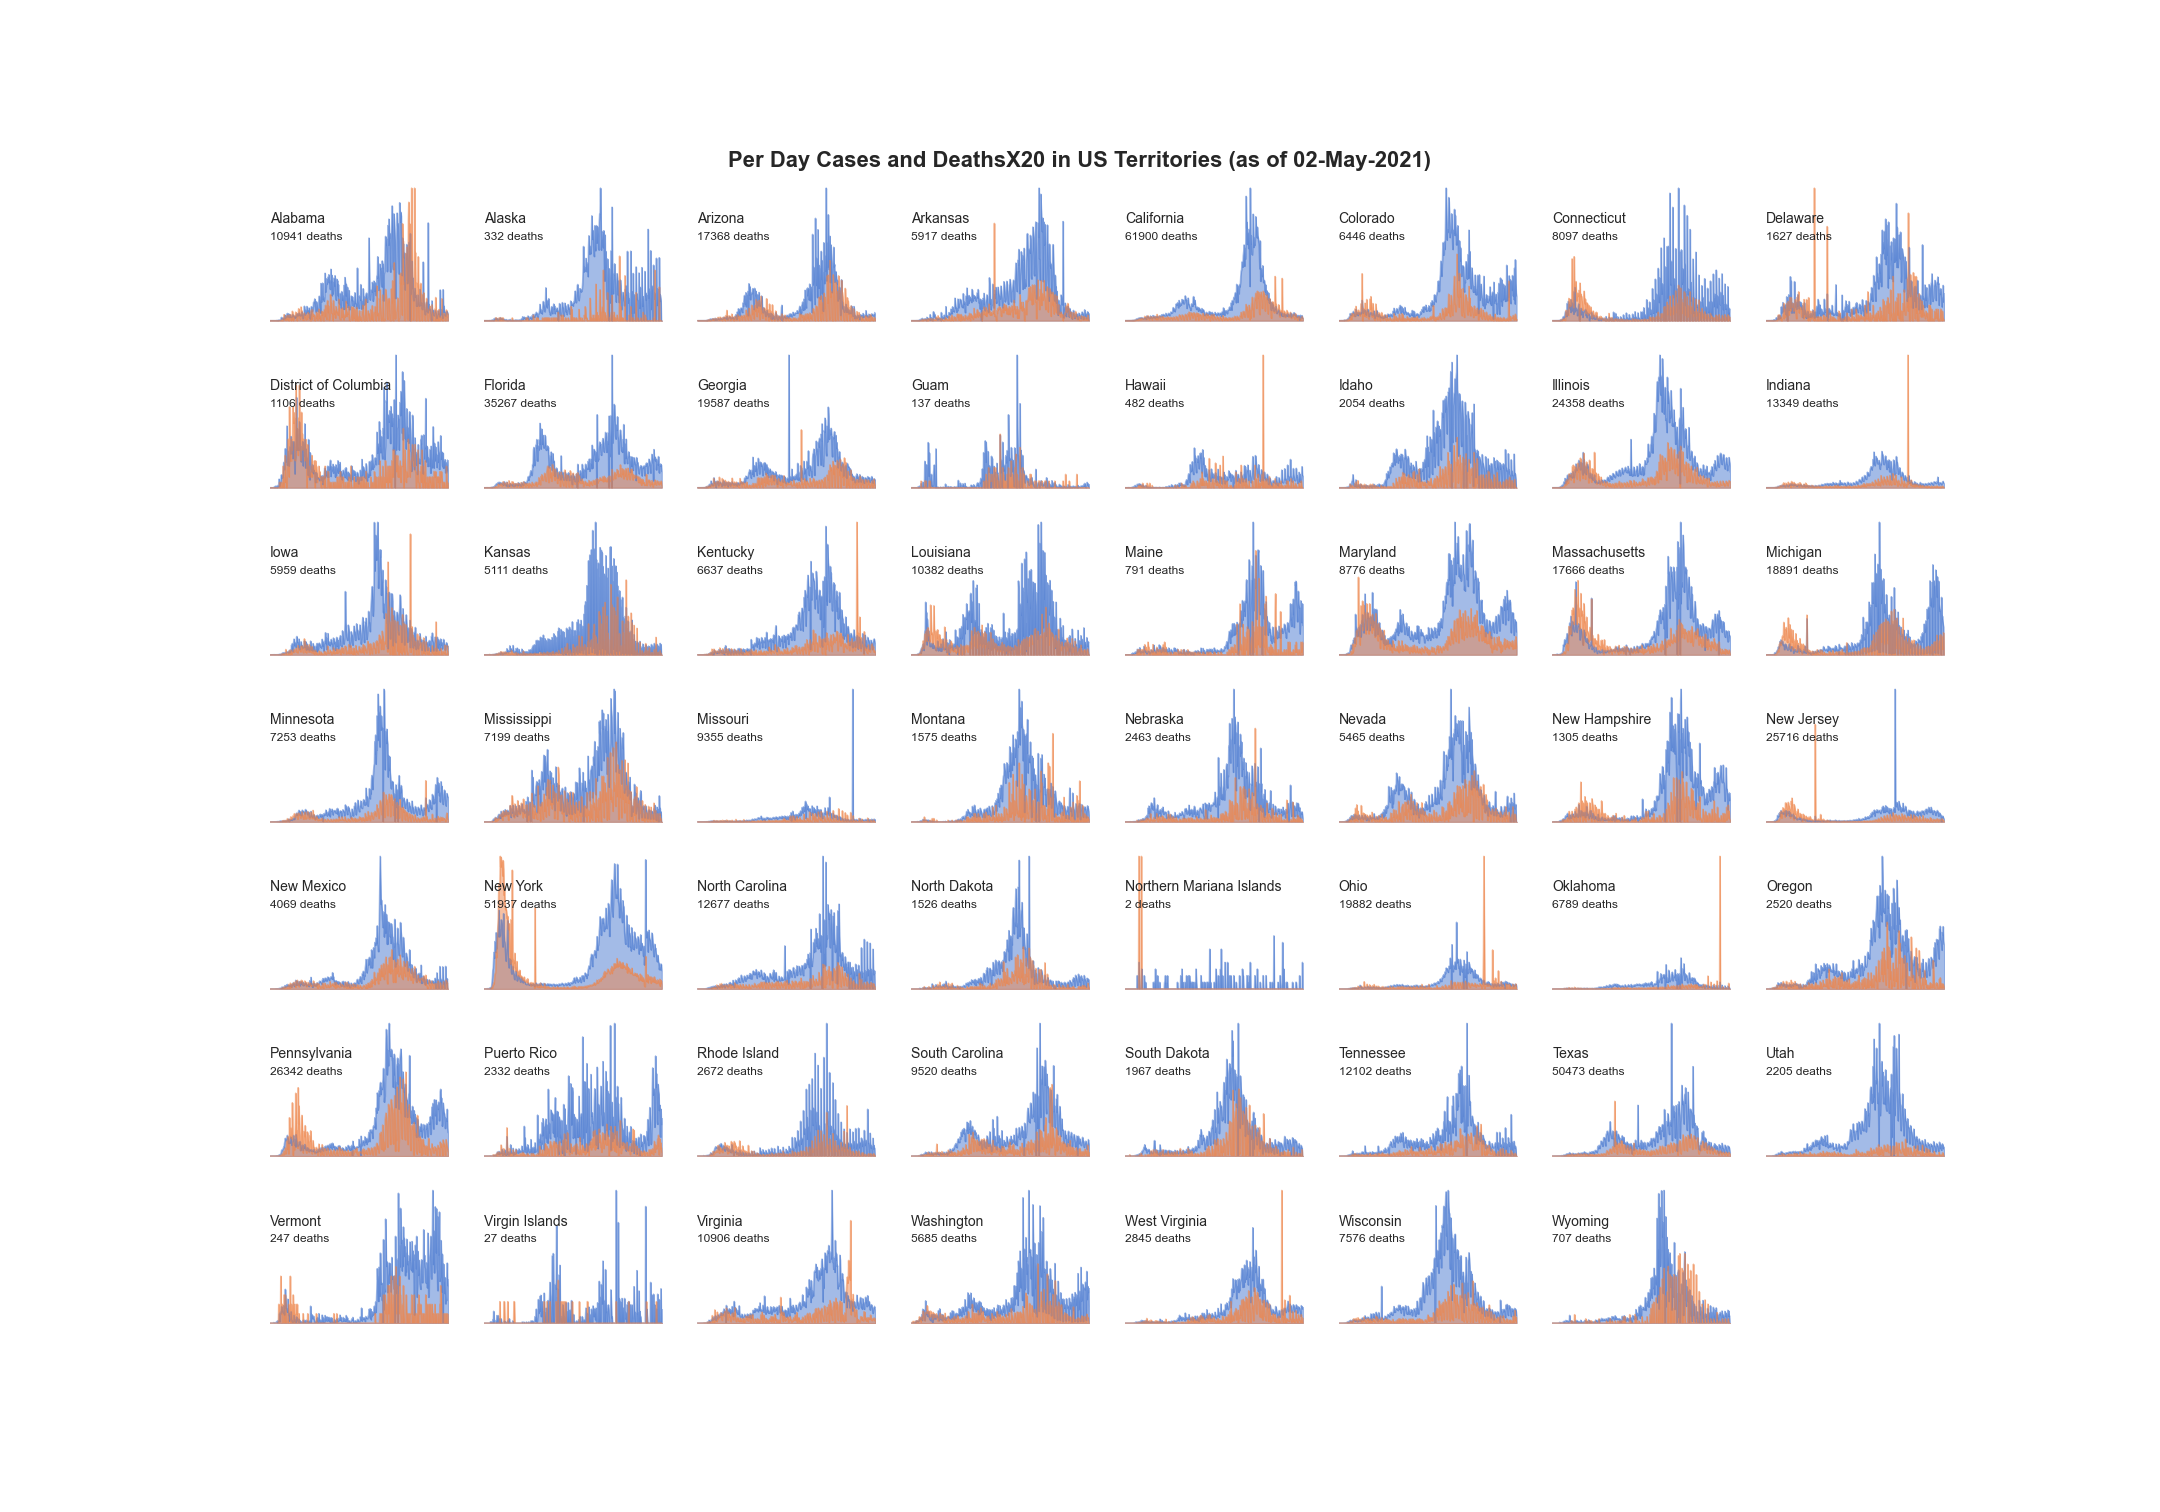 Per Day Cases and DeathsX20 in US Territories (as of 02-May-2021)
Alabama
10941 deaths
Alaska
332 deaths
Arizona
17368 deaths
Arkansas
5917 deaths
California
61900 deaths
Colorado
6446 deaths
Connecticut
8097 deaths
Delaware
1627 deaths
District of Columbia
1106 deaths
Florida
35267 deaths
Georgia
19587 deaths
Guam
137 deaths
Hawaii
482 deaths
Idaho
2054 deaths
Illinois
24358 deaths
Indiana
13349 deaths
Iowa
5959 deaths
Kansas
5111 deaths
Kentucky
6637 deaths
Louisiana
10382 deaths
Maine
791 deaths
Maryland
8776 deaths
Massachusetts
17666 deaths
Michigan
18891 deaths
Minnesota
7253 deaths
Mississippi
7199 deaths
Missouri
9355 deaths
Montana
1575 deaths
Nebraska
2463 deaths
Nevada
5465 deaths
New Hampshire
1305 deaths
New Jersey
25716 deaths
New Mexico
4069 deaths
New York
51937 deaths
North Carolina
12677 deaths
North Dakota
1526 deaths
Northern Mariana Islands
2 deaths
Ohio
19882 deaths
Oklahoma
6789 deaths
Oregon
2520 deaths
Pennsylvania
26342 deaths
Puerto Rico
2332 deaths
Rhode Island
2672 deaths
South Carolina
9520 deaths
South Dakota
1967 deaths
Tennessee
12102 deaths
Texas
50473 deaths
Utah
2205 deaths
Vermont
247 deaths
Virgin Islands
27 deaths
Virginia
10906 deaths
Washington
5685 deaths
West Virginia
2845 deaths
Wisconsin
7576 deaths
Wyoming
707 deaths